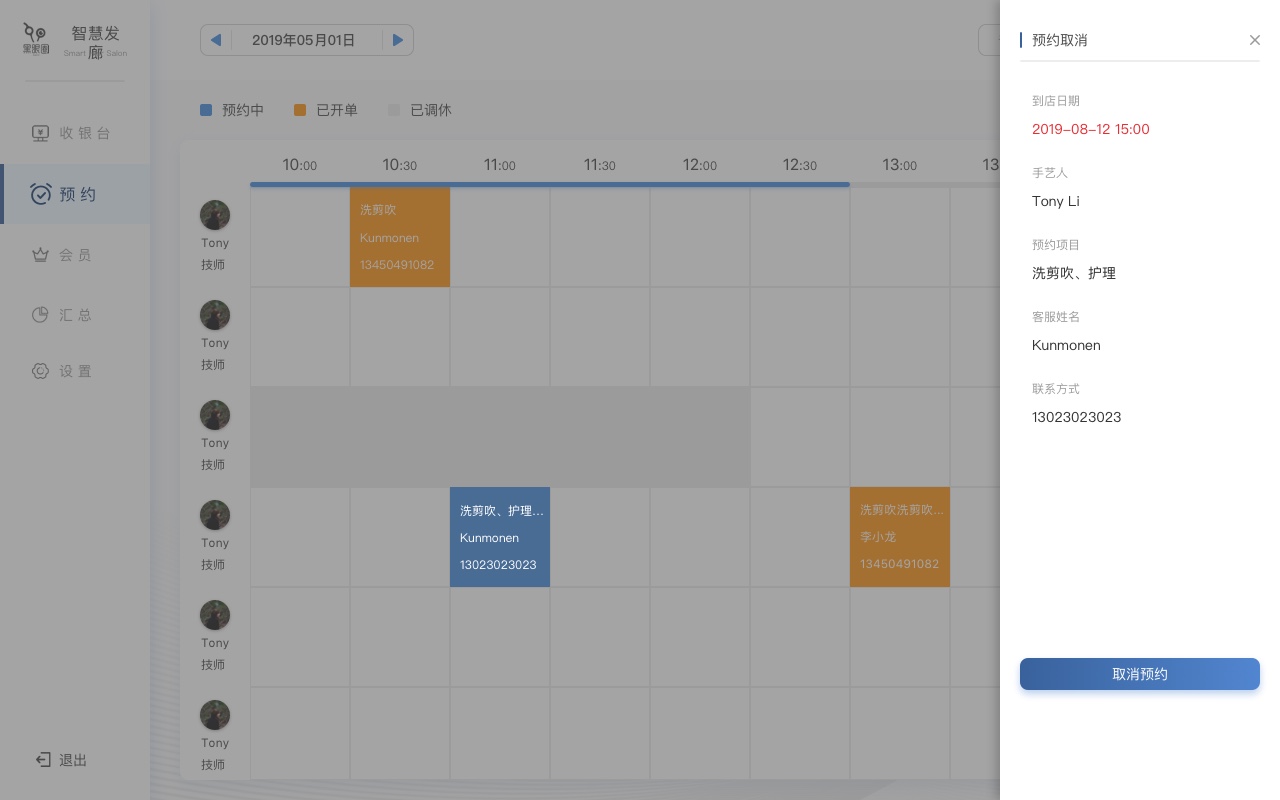 智慧发廊
Smart Salon
收银台
预约
会员
汇总
设置
退出
2019年05月01日
预约中
已开单
已调休
10:00
10:30
11:00
11:30
12:00
12:30
13:00
13
Tony
技师
洗剪吹
Kunmonen
13450491082
Tony
技师
Tony
技师
Tony
技师
洗剪吹、护理...
Kunmonen
13023023023
洗剪吹洗剪吹...
李小龙
13450491082
Tony
技师
Tony
技师
预约取消
到店日期
2019-08-12 15:00
手艺人
Tony Li
预约项目
洗剪吹、护理
客服姓名
Kunmonen
联系方式
13023023023
取消预约